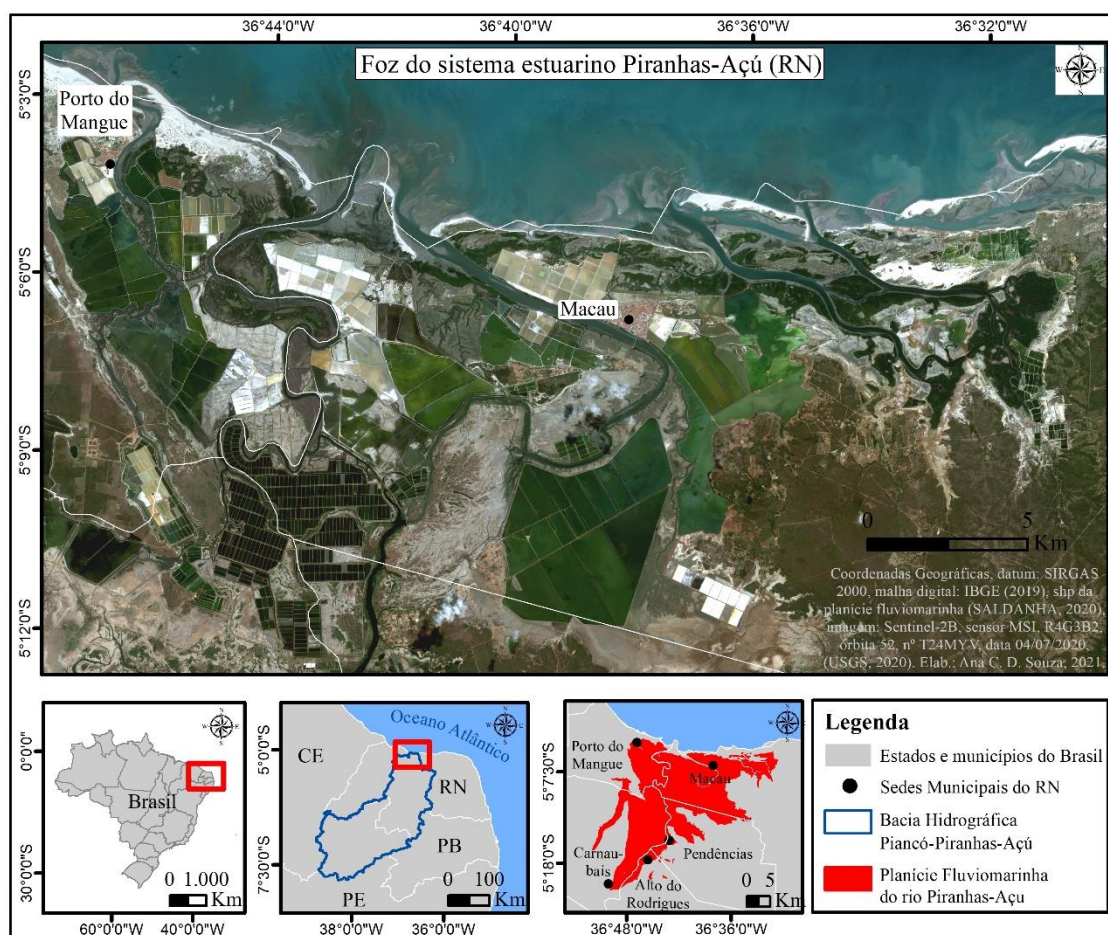 36°44'0"W
36°40'0"W
36°36'0"W
36°32'0"W
Foz do sistema estuarino Piranhas-Açú (RN)
N
W
E
S
5°3'0"S
5°6'0"S
5°9'0"S
5°12'0"S
Porto do
Mangue
Macau
0 5
Km
Coordenadas Geográficas, datum: SIRGAS
2000, malha digital: IBGE (2019), shp da
planície fluviomarinha (SALDANHA, 2020),
imagem: Sentinel-2B, sensor MSI, R4G3B2,
órbita 52, nº T24MYV, data 04/07/2020,
(USGS, 2020). Elab.: Ana C. D. Souza, 2021
0°0'0"
30°0'0"S
N
W
E
S
Brasil
0 1.000
Km
60°0'0"W 40°0'0"W
5°0'0"S
7°30'0"S
N
W
E
S
Oceano Atlântico
CE
RN
PB
PE
0 100
Km
38°0'0"W 36°0'0"W
5°7'30"S
5°18'0"S
N
W
E
S
Porto do
Mangue
Macau
Carnau-
bais
Pendências
Alto do
Rodrigues
0 5
Km
36°48'0"W 36°36'0"W
Legenda
Estados e municípios do Brasil
Sedes Municipais do RN
Bacia Hidrográfica
Piancó-Piranhas-Açú
Planície Fluviomarinha
do rio Piranhas-Açu